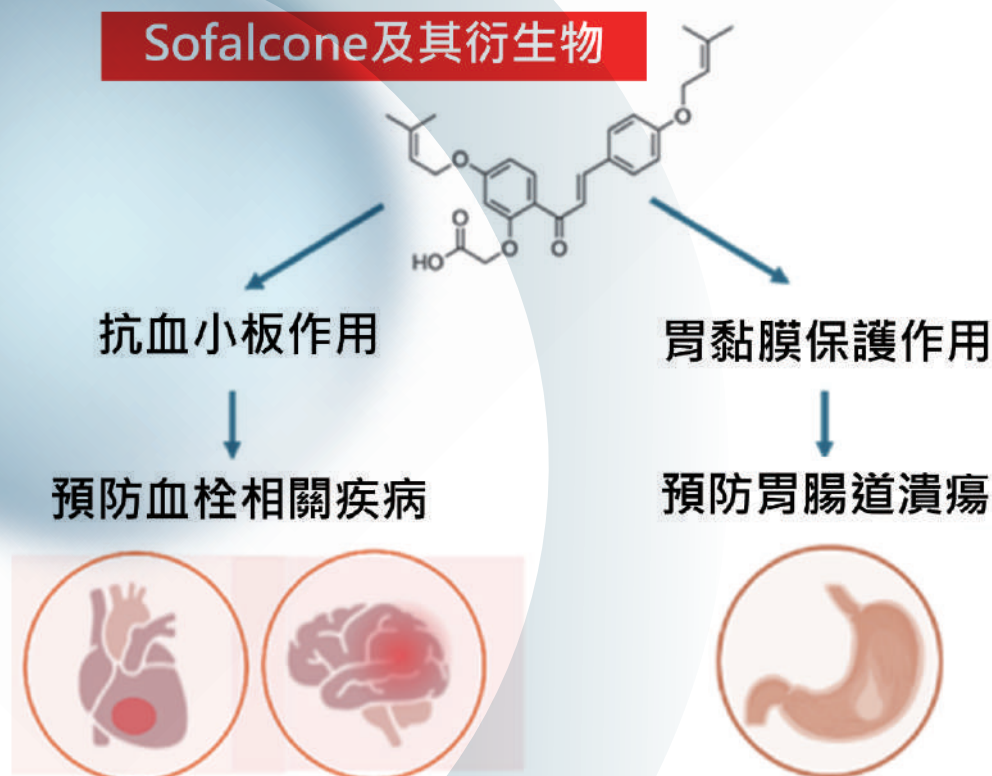 Sofalcone及其衍生物
O
O
O
HO
O
O
抗血小板作用
胃黏膜保護作用
預防血栓相關疾病
預防胃腸道潰瘍